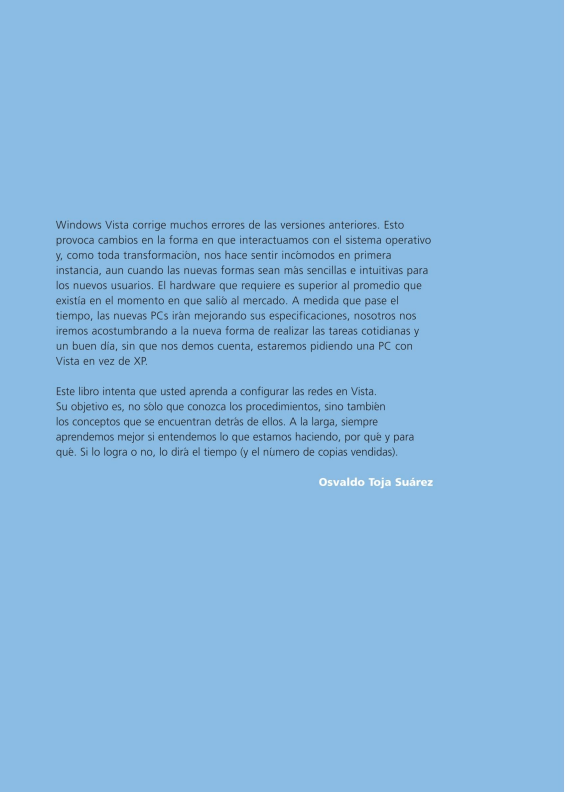 Windows Vista corrige muchos errores de las versiones anteriores. Esto
provoca cambios en la forma en que interactuamos con el sistema operativo
y, como toda transformaciòn, nos hace sentir incòmodos en primera
instancia, aun cuando las nuevas formas sean màs sencillas e intuitivas para
los nuevos usuarios. El hardware que requiere es superior al promedio que
existía en el momento en que saliò al mercado. A medida que pase el
tiempo, las nuevas PCs iràn mejorando sus especificaciones, nosotros nos
iremos acostumbrando a la nueva forma de realizar las tareas cotidianas y
un buen día, sin que nos demos cuenta, estaremos pidiendo una PC con
Vista en vez de XP.

Este libro intenta que usted aprenda a configurar las redes en Vista.
Su objetivo es, no sòlo que conozca los procedimientos, sino tambièn
los conceptos que se encuentran detràs de ellos. A la larga, siempre
aprendemos mejor si entendemos lo que estamos haciendo, por què y para
què. Si lo logra o no, lo dirà el tiempo (y el nùmero de copias vendidas).

Osvaldo Toja Suárez